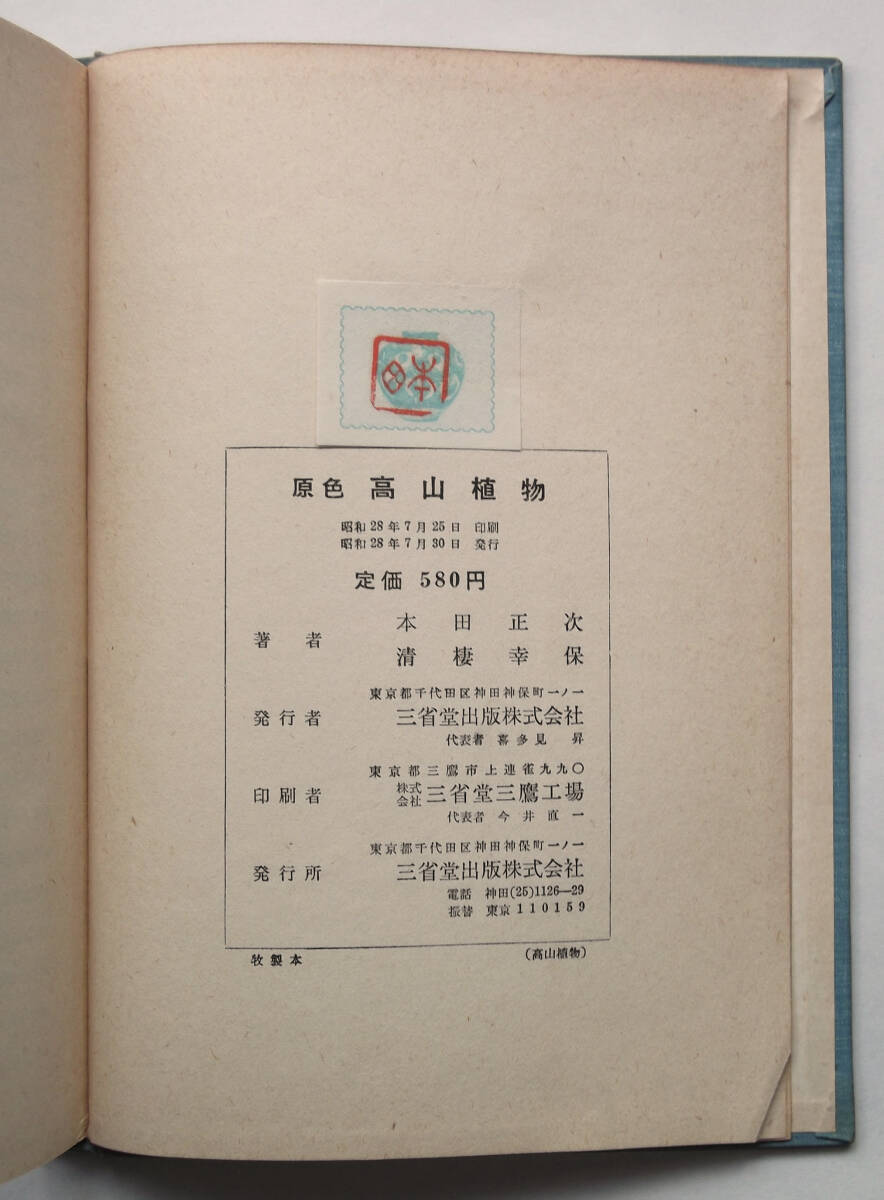 本田
原色 高山植物
昭和28年7月25日 印刷
昭和28年7月30日 発行
定価 580円
著者 本田正次
清棲幸保
東京都千代田区神田神保町一ノ一
発行者 三省堂出版株式会社
代表者 喜多見 昇
東京都三鷹市上連雀九九〇
印刷者 株式会社 三省堂三鷹工場
代表者 今井直一
東京都千代田区神田神保町一ノ一
発行所 三省堂出版株式会社
電話 神田(25)1126—29
振替 東京110159
牧製本 (高山植物)